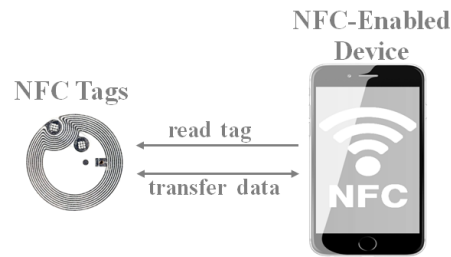 NFC-Enabled
Device
NFC Tags
read tag
transfer data
NFC